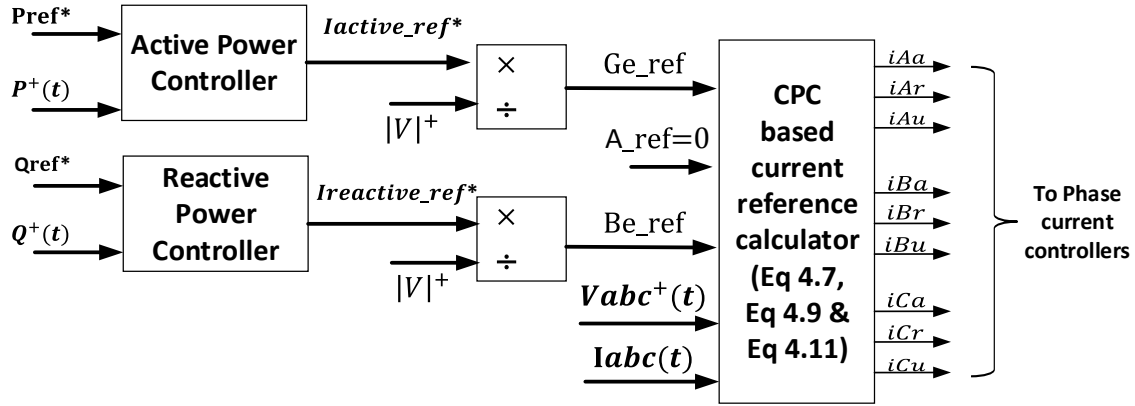 Pref*
P⁺(t)
Active Power
Controller
Iactive_ref*
|V|⁺
×
÷
Ge_ref
A_ref=0
Qref*
Q⁺(t)
Reactive
Power
Controller
Ireactive_ref*
|V|⁺
×
÷
Be_ref
Vabc⁺(t)
Iabc(t)
CPC
based
current
reference
calculator
(Eq 4.7,
Eq 4.9 &
Eq 4.11)
iAa
iAr
iAu
iBa
iBr
iBu
iCa
iCr
iCu
To Phase
current
controllers